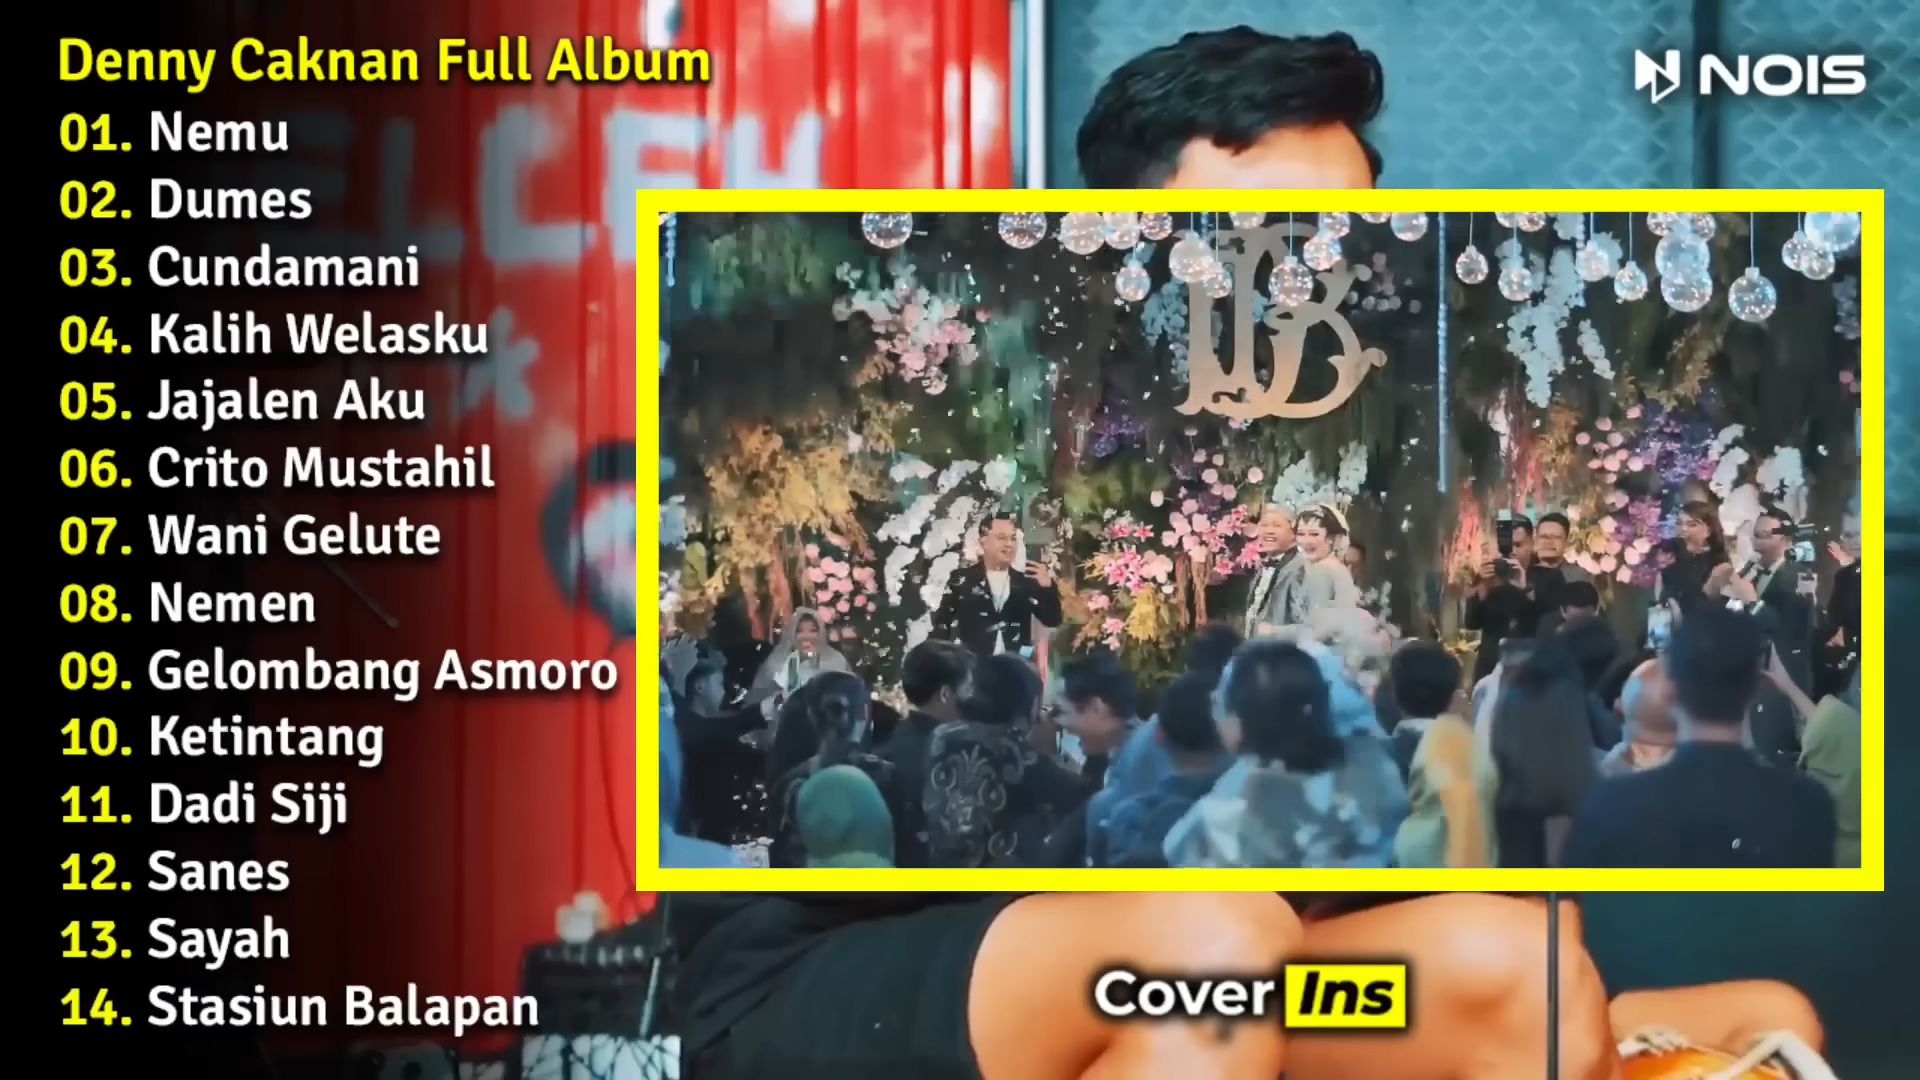 Denny Caknan Full Album
01. Nemu
02. Dumes
03. Cundamani
04. Kalih Welasku
05. Jajalen Aku
06. Crito Mustahil
07. Wani Gelute
08. Nemen
09. Gelombang Asmoro
10. Ketintang
11. Dadi Siji
12. Sanes
13. Sayah
14. Stasiun Balapan
NOIS
Cover Ins